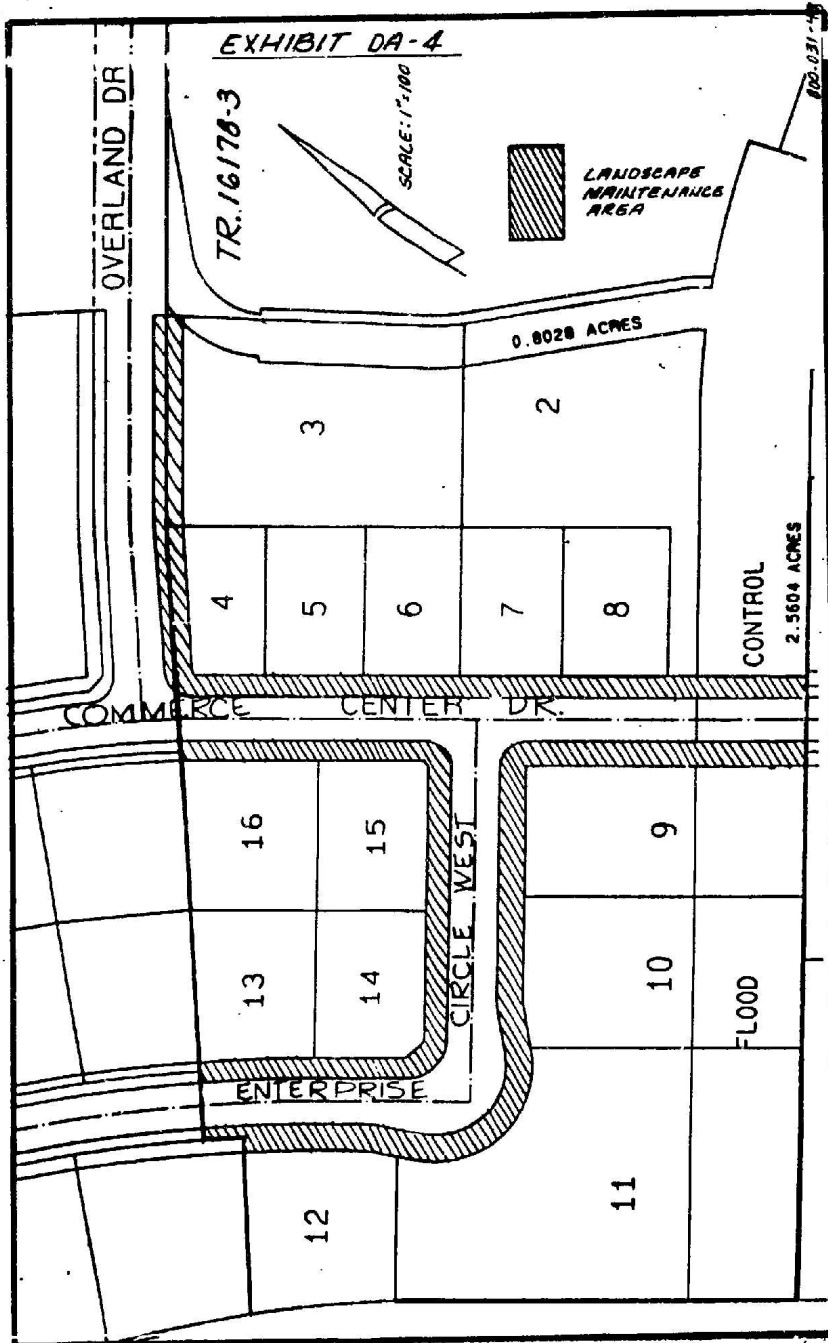 EXHIBIT DA-4
TR. 16178-3
SCALE: 1"=100
LANDSCAPE
MAINTENANCE
AREA
OVERLAND DR
0.8028 ACRES
3
2
4
5
6
7
8
CONTROL
2.5604 ACRES
COMMERCE CENTER DR.
16
15
9
CIRCLE WEST
13
14
10
FLOOD
ENTERPRISE
12
11